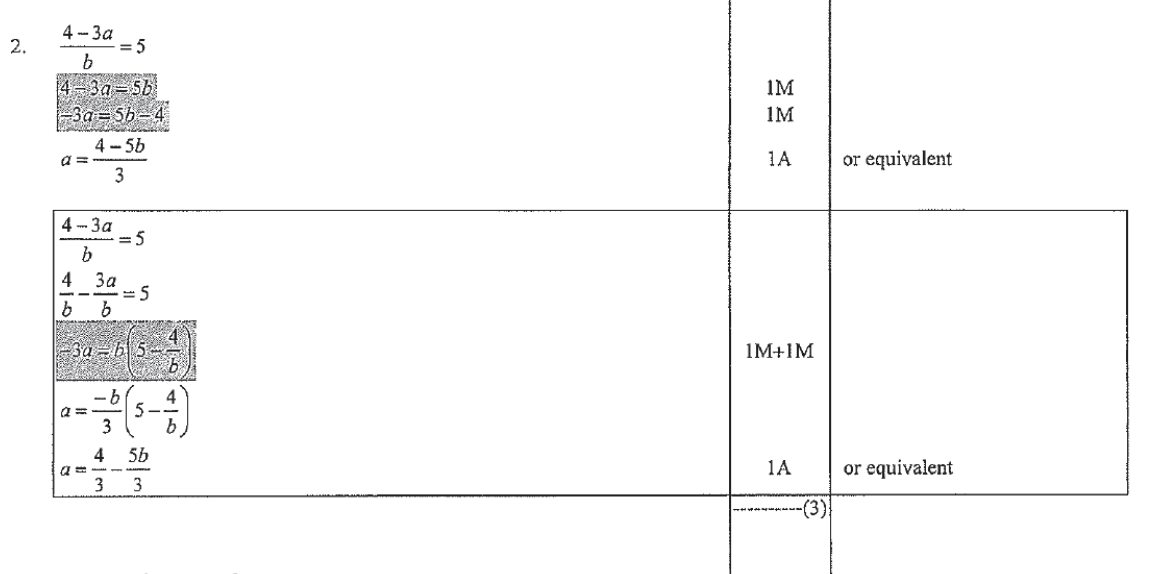 2. (4 − 3a)/b = 5
4 − 3a = 5b 1M
−3a = 5b − 4 1M
a = (4 − 5b)/3 1A or equivalent
(4 − 3a)/b = 5
4/b − 3a/b = 5
−3a = b(5 − 4/b) 1M+1M
a = −b/3 (5 − 4/b)
a = 4/3 − 5b/3 1A or equivalent
----------(3)